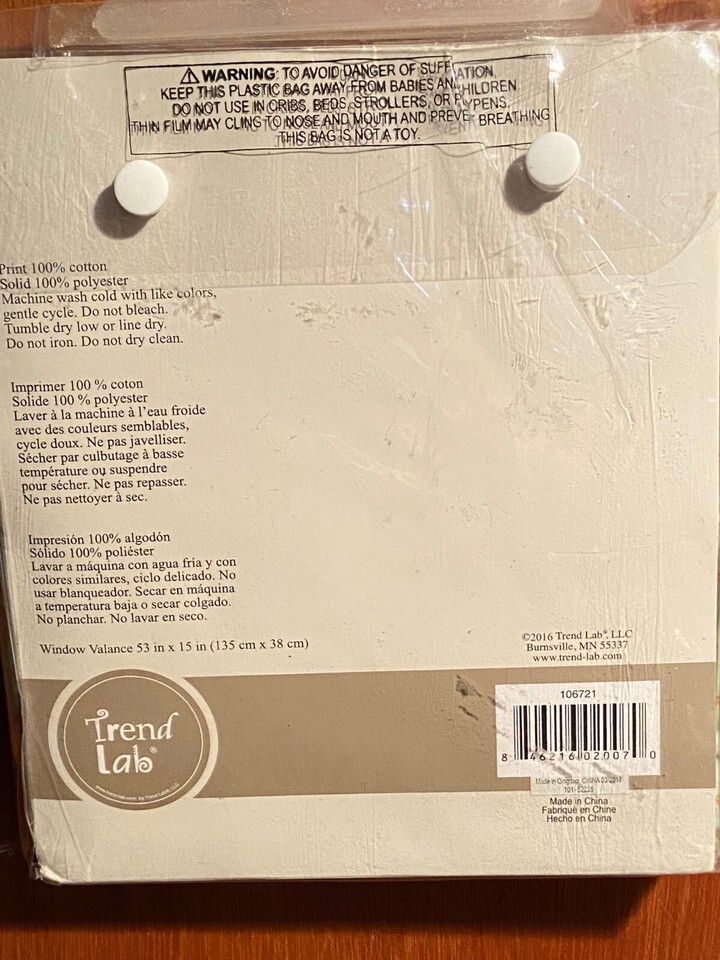 ⚠ WARNING: TO AVOID DANGER OF SUFF ATION
KEEP THIS PLASTIC BAG AWAY FROM BABIES AN HILDREN
DO NOT USE IN CRIBS, BEDS, STROLLERS, OR P YPENS.
THIN FILM MAY CLING TO NOSE AND MOUTH AND PREVE BREATHING
THIS BAG IS NOT A TOY.
Print 100% cotton
Solid 100% polyester
Machine wash cold with like colors,
gentle cycle. Do not bleach.
Tumble dry low or line dry.
Do not iron. Do not dry clean.
Imprimer 100 % coton
Solide 100 % polyester
Laver à la machine à l'eau froide
avec des couleurs semblables,
cycle doux. Ne pas javelliser.
Sécher par culbutage à basse
température ou suspendre
pour sécher. Ne pas repasser.
Ne pas nettoyer à sec.
Impresión 100% algodón
Sólido 100% poliéster
Lavar a máquina con agua fría y con
colores similares, ciclo delicado. No
usar blanqueador. Secar en máquina
a temperatura baja o secar colgado.
No planchar. No lavar en seco.
Window Valance 53 in x 15 in (135 cm x 38 cm)
©2016 Trend Lab®, LLC
Burnsville, MN 55337
www.trend-lab.com
Trend
Lab®
106721
8 46216 02007 0
Made in Qingdao, CHINA 03/2017
101-52225
Made in China
Fabriqué en Chine
Hecho en China